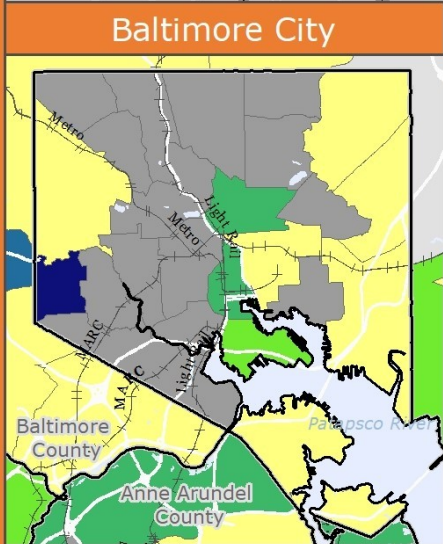 Baltimore City
Metro
Light Rail
Metro
MARC
MARC
Light Rail
Patapsco River
Baltimore
County
Anne Arundel
County